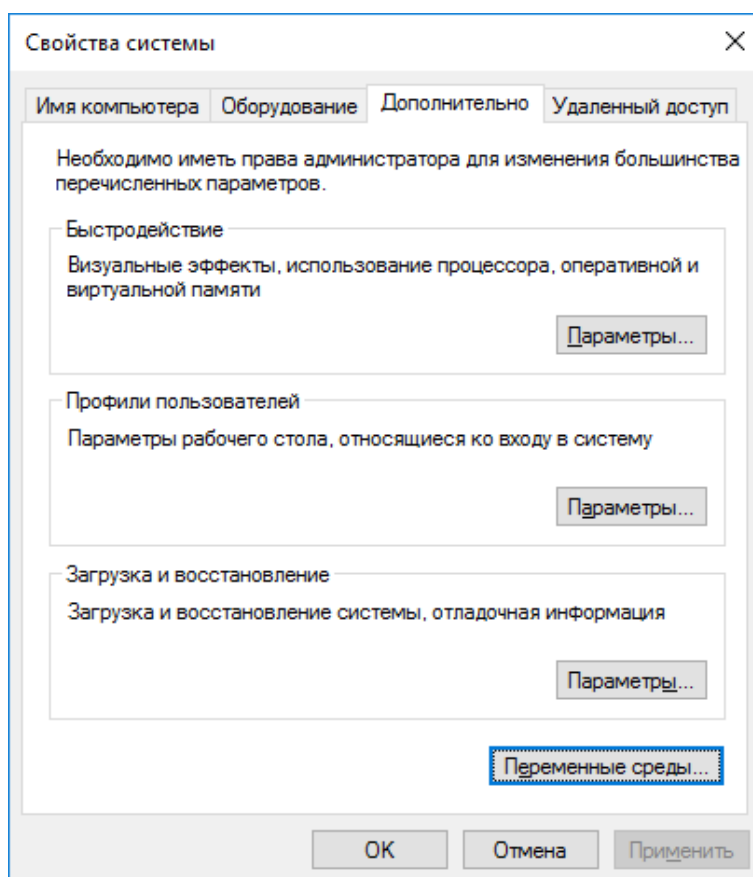 Свойства системы
Имя компьютера
Оборудование
Дополнительно
Удаленный доступ
Необходимо иметь права администратора для изменения большинства
перечисленных параметров.
Быстродействие
Визуальные эффекты, использование процессора, оперативной и
виртуальной памяти
Параметры...
Профили пользователей
Параметры рабочего стола, относящиеся ко входу в систему
Параметры...
Загрузка и восстановление
Загрузка и восстановление системы, отладочная информация
Параметры...
Переменные среды...
ОК
Отмена
Применить